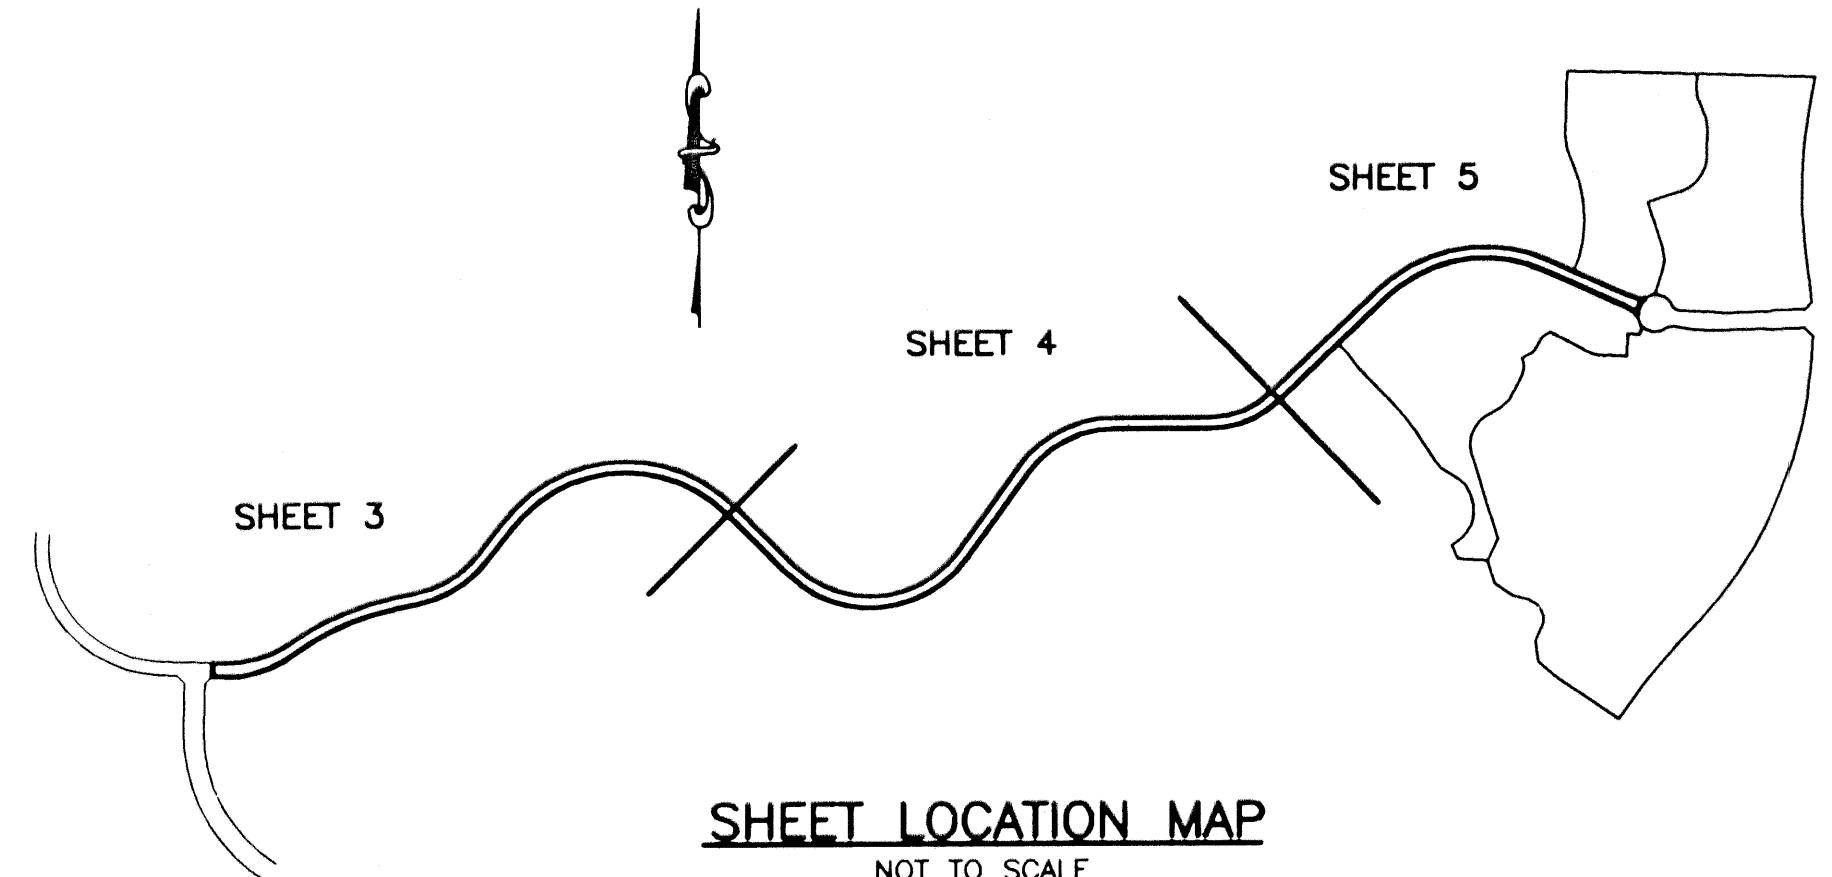 SHEET 5
SHEET 4
SHEET 3
SHEET LOCATION MAP
NOT TO SCALE